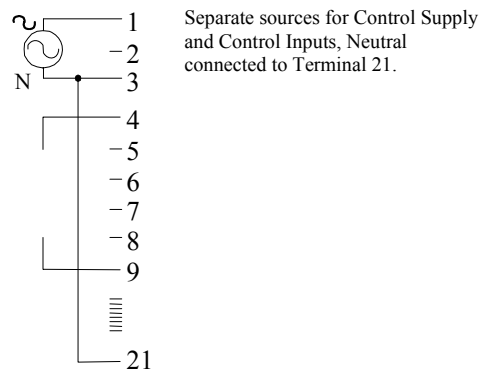 1
Separate sources for Control Supply
and Control Inputs, Neutral
connected to Terminal 21.
2
N
3
4
5
6
7
8
9
21